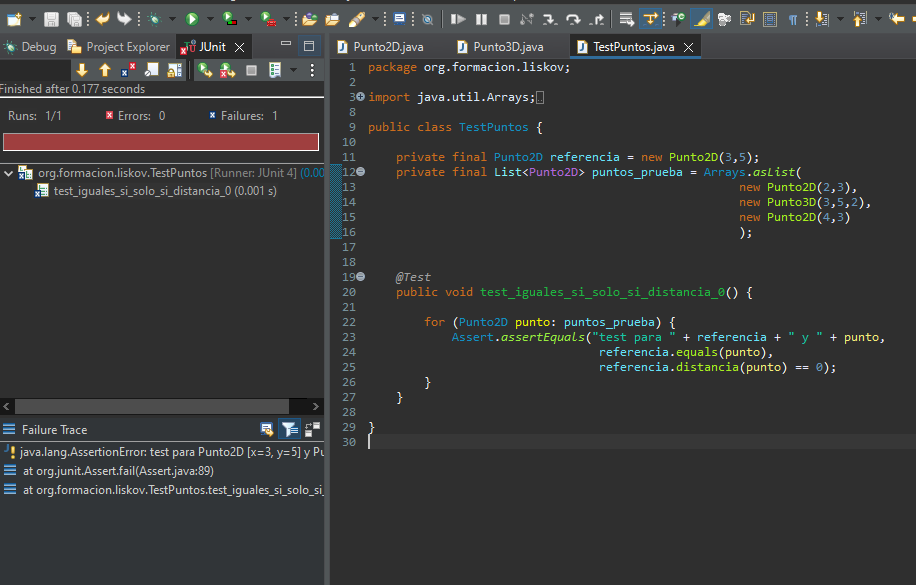 Debug Project Explorer JUnit
Finished after 0.177 seconds
Runs: 1/1 Errors: 0 Failures: 1
org.formacion.liskov.TestPuntos [Runner: JUnit 4] (0.00
test_iguales_si_solo_si_distancia_0 (0.001 s)
Failure Trace
java.lang.AssertionError: test para Punto2D [x=3, y=5] y Pu
at org.junit.Assert.fail(Assert.java:89)
at org.formacion.liskov.TestPuntos.test_iguales_si_solo_si_
Punto2D.java Punto3D.java TestPuntos.java
1 package org.formacion.liskov;
2
3 import java.util.Arrays;
8
9 public class TestPuntos {
10
11 private final Punto2D referencia = new Punto2D(3,5);
12 private final List<Punto2D> puntos_prueba = Arrays.asList(
13 new Punto2D(2,3),
14 new Punto3D(3,5,2),
15 new Punto2D(4,3)
16 );
17
18
19 @Test
20 public void test_iguales_si_solo_si_distancia_0() {
21
22 for (Punto2D punto: puntos_prueba) {
23 Assert.assertEquals("test para " + referencia + " y " + punto,
24 referencia.equals(punto),
25 referencia.distancia(punto) == 0);
26 }
27 }
28
29 }
30